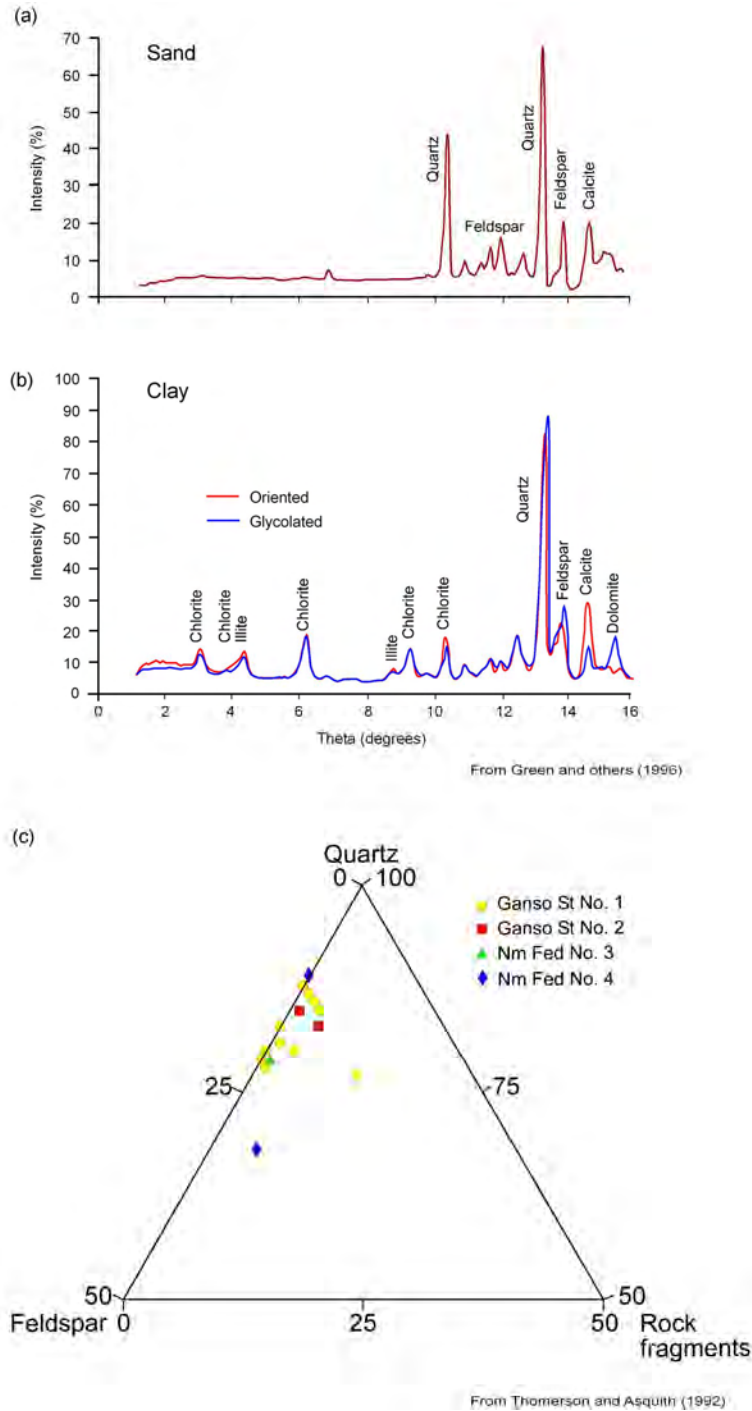 (a)
Sand
Intensity (%)
70
60
50
40
30
20
10
0
Quartz
Feldspar
Quartz
Feldspar
Calcite
(b)
Clay
Intensity (%)
100
90
80
70
60
50
40
30
20
10
0
Oriented
Glycolated
Chlorite
Chlorite
Illite
Chlorite
Illite
Chlorite
Chlorite
Quartz
Feldspar
Calcite
Dolomite
0 2 4 6 8 10 12 14 16
Theta (degrees)
From Green and others (1996)
(c)
Quartz
0 100
Ganso St No. 1
Ganso St No. 2
Nm Fed No. 3
Nm Fed No. 4
25 75
50 50
Feldspar 0 25 50 Rock
fragments
From Thomerson and Asquith (1992)